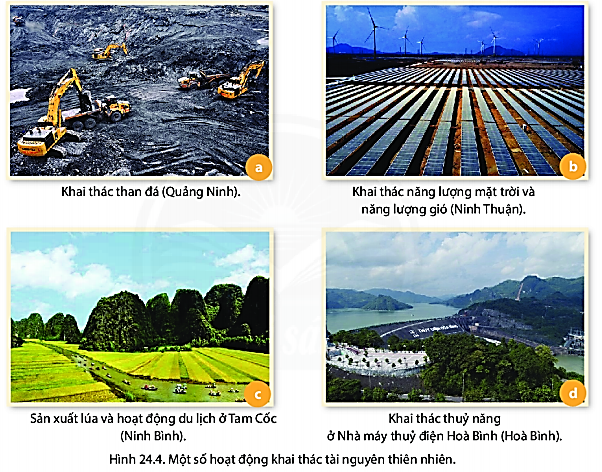 a
Khai thác than đá (Quảng Ninh).
b
Khai thác năng lượng mặt trời và
năng lượng gió (Ninh Thuận).
c
Sản xuất lúa và hoạt động du lịch ở Tam Cốc
(Ninh Bình).
d
Khai thác thuỷ năng
ở Nhà máy thuỷ điện Hoà Bình (Hoà Bình).
Hình 24.4. Một số hoạt động khai thác tài nguyên thiên nhiên.